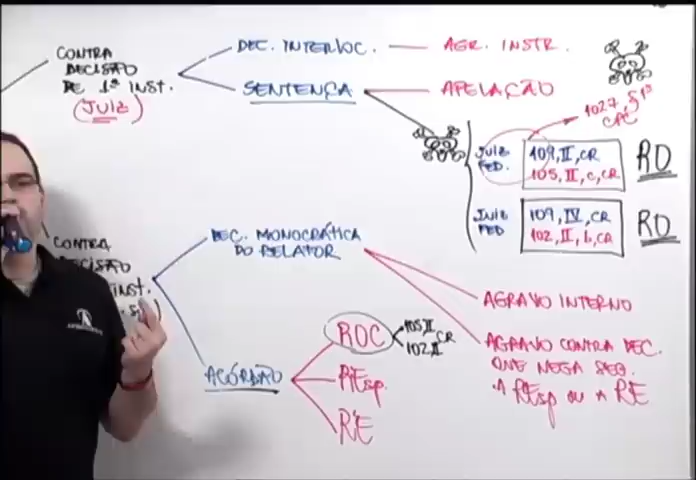 CONTRA
DECISÃO
DE 1ª INST.
(JUIZ)
DEC. INTERLOC. — AGR. INSTR.
SENTENÇA — APELAÇÃO
1027, §1º
CPC
JUIZ
FED.
109, II, CR
105, II, c, CR
RO
JUIZ
FED
109, IV, CR
102, II, b, CR
RO
CONTRA
DECISÃO
INST.
DEC. MONOCRÁTICA
DO RELATOR
AGRAVO INTERNO
AGRAVO CONTRA DEC.
QUE NEGA SEG.
A REsp OU A RE
ACÓRDÃO
ROC
105, II
102, II
CR
REsp.
RE